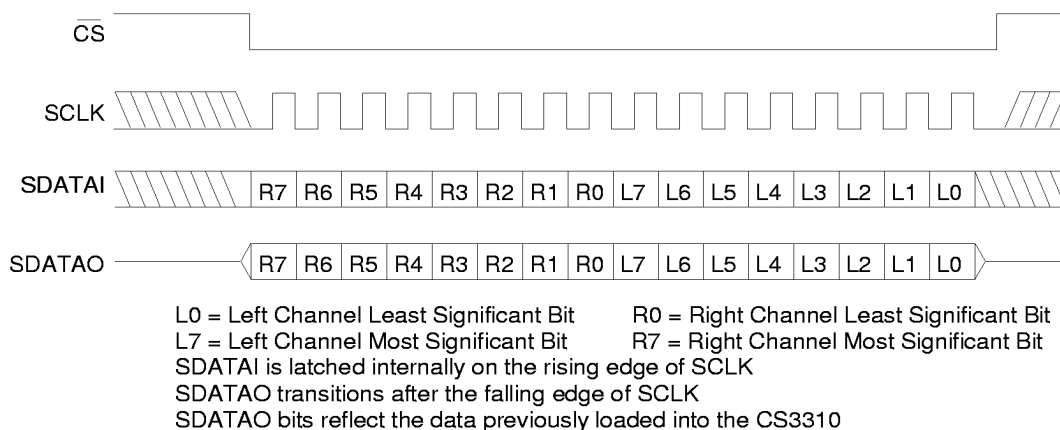 CS
SCLK
SDATAI R7 R6 R5 R4 R3 R2 R1 R0 L7 L6 L5 L4 L3 L2 L1 L0
SDATAO R7 R6 R5 R4 R3 R2 R1 R0 L7 L6 L5 L4 L3 L2 L1 L0
L0 = Left Channel Least Significant Bit R0 = Right Channel Least Significant Bit
L7 = Left Channel Most Significant Bit R7 = Right Channel Most Significant Bit
SDATAI is latched internally on the rising edge of SCLK
SDATAO transitions after the falling edge of SCLK
SDATAO bits reflect the data previously loaded into the CS3310